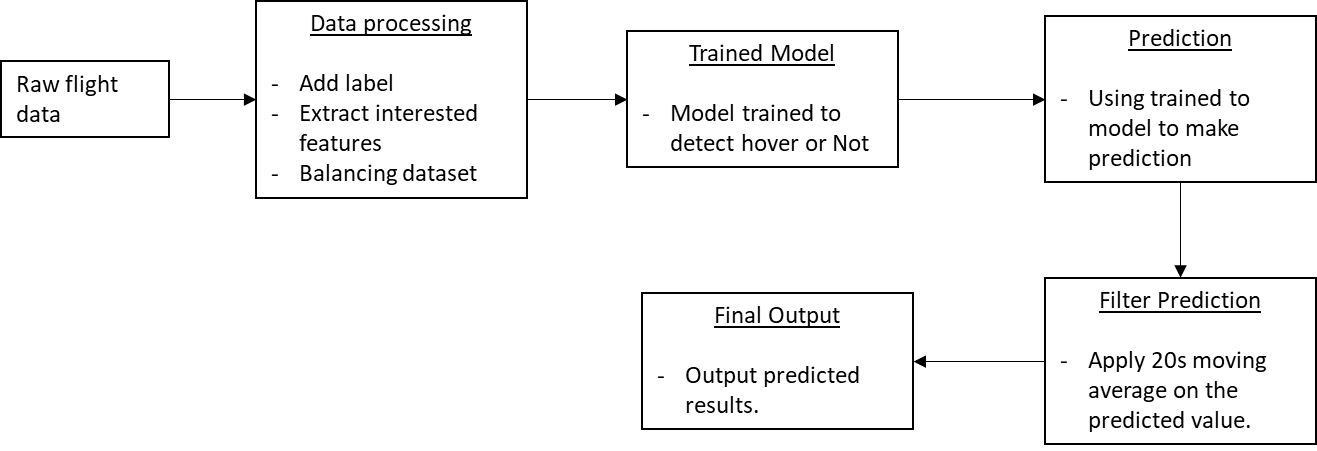 Raw flight
data
Data processing
- Add label
- Extract interested
features
- Balancing dataset
Trained Model
- Model trained to
detect hover or Not
Prediction
- Using trained to
model to make
prediction
Filter Prediction
- Apply 20s moving
average on the
predicted value.
Final Output
- Output predicted
results.